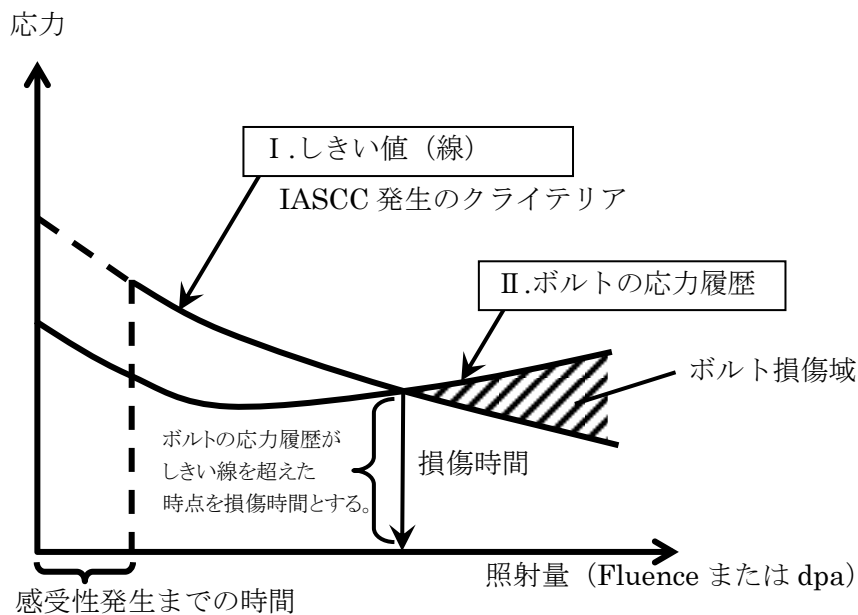 応力
Ⅰ.しきい値（線）
IASCC 発生のクライテリア
Ⅱ.ボルトの応力履歴
ボルト損傷域
ボルトの応力履歴が
しきい線を超えた
時点を損傷時間とする。
損傷時間
照射量（Fluence または dpa）
感受性発生までの時間